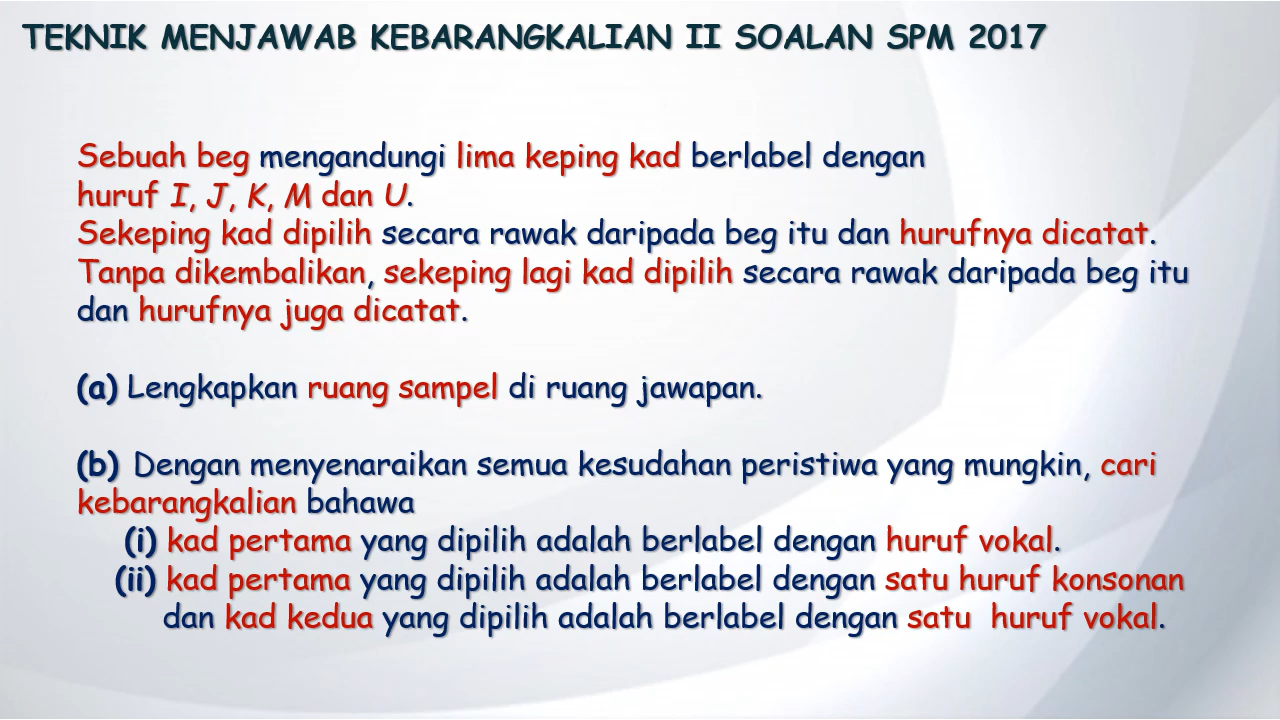 TEKNIK MENJAWAB KEBARANGKALIAN II SOALAN SPM 2017
Sebuah beg mengandungi lima keping kad berlabel dengan
huruf I, J, K, M dan U.
Sekeping kad dipilih secara rawak daripada beg itu dan hurufnya dicatat.
Tanpa dikembalikan, sekeping lagi kad dipilih secara rawak daripada beg itu
dan hurufnya juga dicatat.
(a) Lengkapkan ruang sampel di ruang jawapan.
(b) Dengan menyenaraikan semua kesudahan peristiwa yang mungkin, cari
kebarangkalian bahawa
(i) kad pertama yang dipilih adalah berlabel dengan huruf vokal.
(ii) kad pertama yang dipilih adalah berlabel dengan satu huruf konsonan
dan kad kedua yang dipilih adalah berlabel dengan satu huruf vokal.